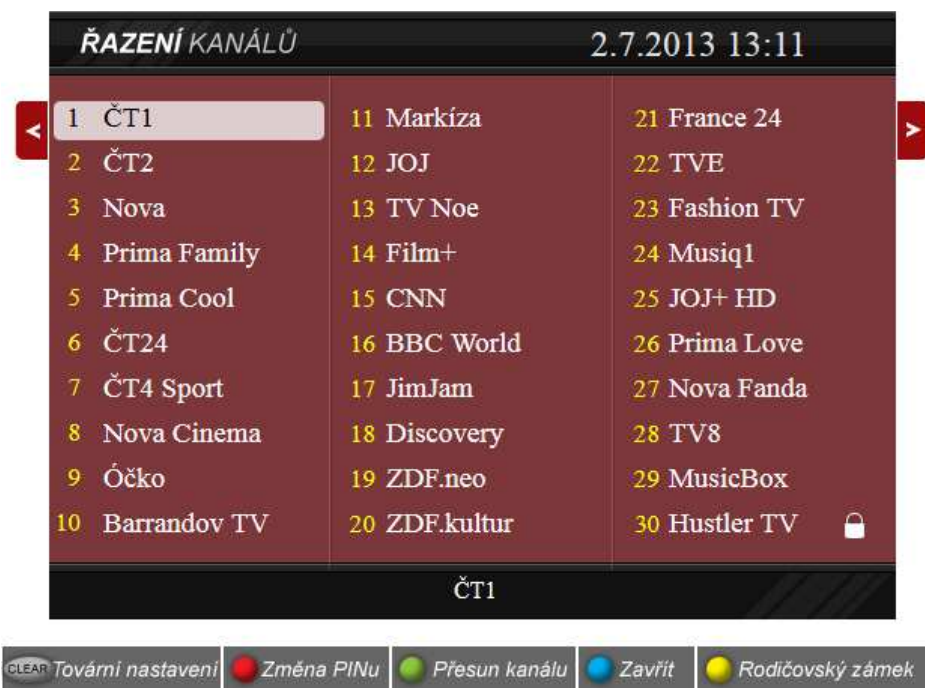 ŘAZENÍ KANÁLŮ 2.7.2013 13:11
<
>
1 ČT1
2 ČT2
3 Nova
4 Prima Family
5 Prima Cool
6 ČT24
7 ČT4 Sport
8 Nova Cinema
9 Óčko
10 Barrandov TV
11 Markíza
12 JOJ
13 TV Noe
14 Film+
15 CNN
16 BBC World
17 JimJam
18 Discovery
19 ZDF.neo
20 ZDF.kultur
21 France 24
22 TVE
23 Fashion TV
24 Musiq1
25 JOJ+ HD
26 Prima Love
27 Nova Fanda
28 TV8
29 MusicBox
30 Hustler TV
ČT1
CLEAR Tovární nastavení Změna PINu Přesun kanálu Zavřít Rodičovský zámek